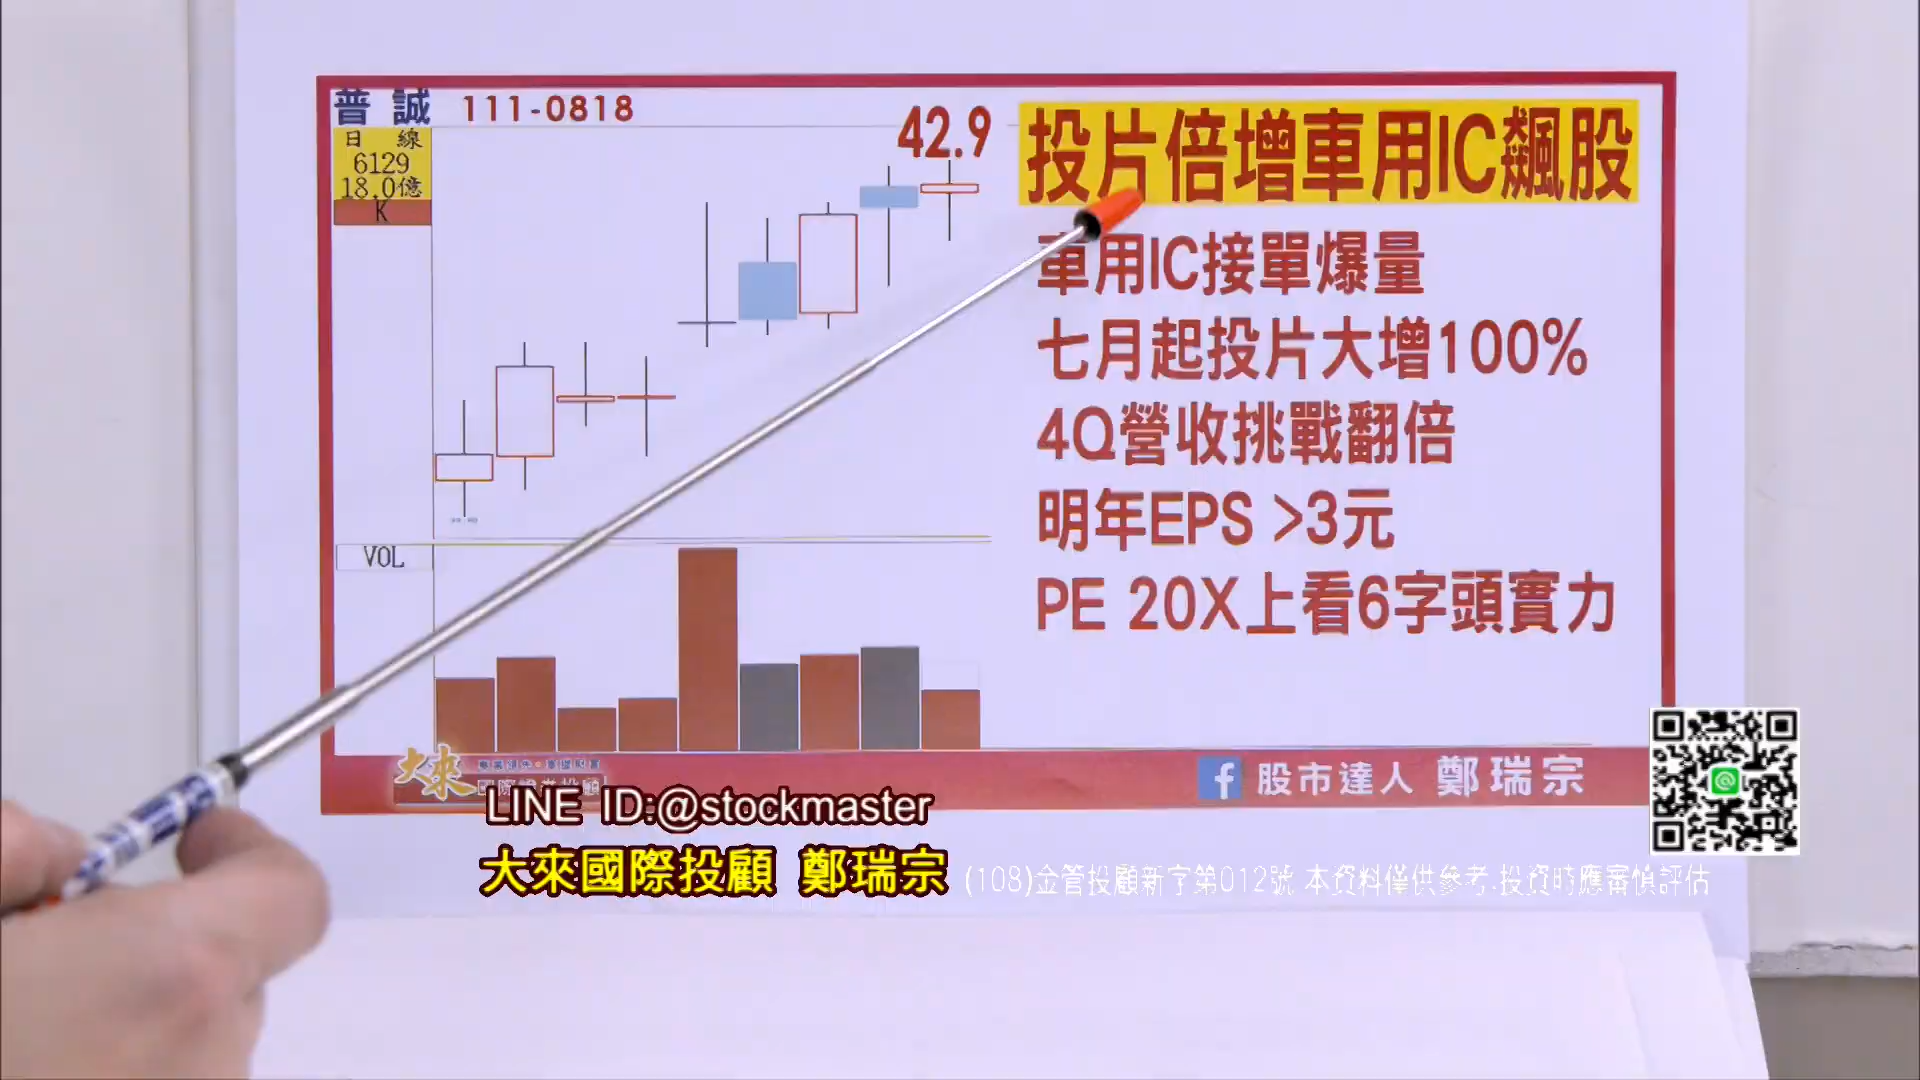 普誠 111-0818
日線
6129
18.0億
K
42.9
投片倍增車用IC飆股
車用IC接單爆量
七月起投片大增100%
4Q營收挑戰翻倍
明年EPS >3元
PE 20X上看6字頭實力
VOL
大來
股市達人 鄭瑞宗
LINE ID:@stockmaster
大來國際投顧 鄭瑞宗
(108)金管投顧新字第012號 本資料僅供參考.投資時應審慎評估